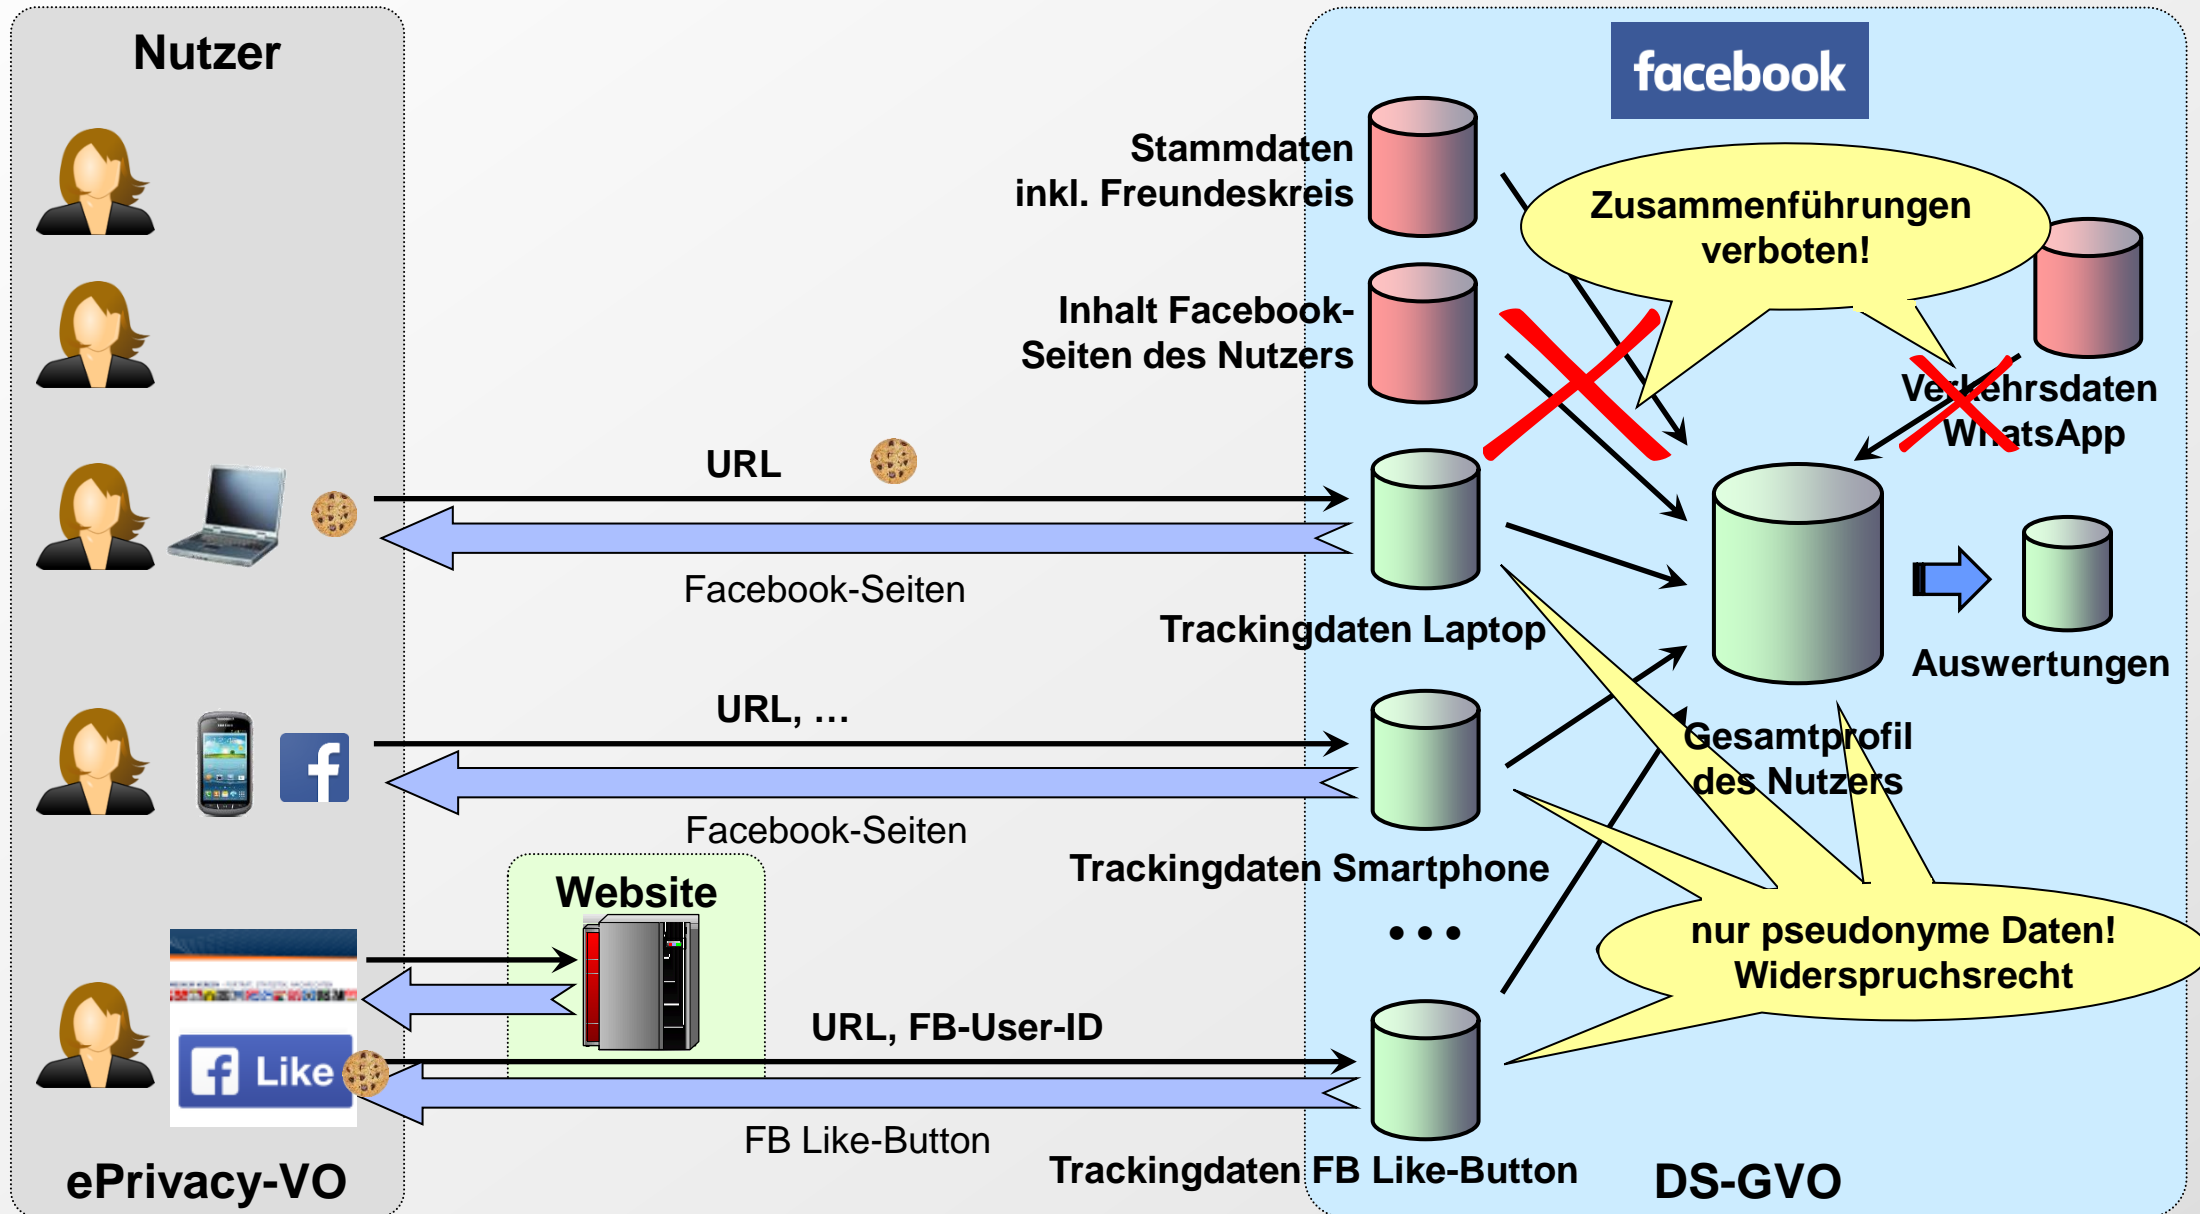 Nutzer
facebook
Stammdaten
inkl. Freundeskreis
Zusammenführungen
verboten!
Inhalt Facebook-
Seiten des Nutzers
Verkehrsdaten
WhatsApp
URL
Facebook-Seiten
Trackingdaten Laptop
Auswertungen
URL, …
Gesamtprofil
des Nutzers
Facebook-Seiten
Trackingdaten Smartphone
Website
...
nur pseudonyme Daten!
Widerspruchsrecht
URL, FB-User-ID
f Like
FB Like-Button
Trackingdaten FB Like-Button
ePrivacy-VO
DS-GVO